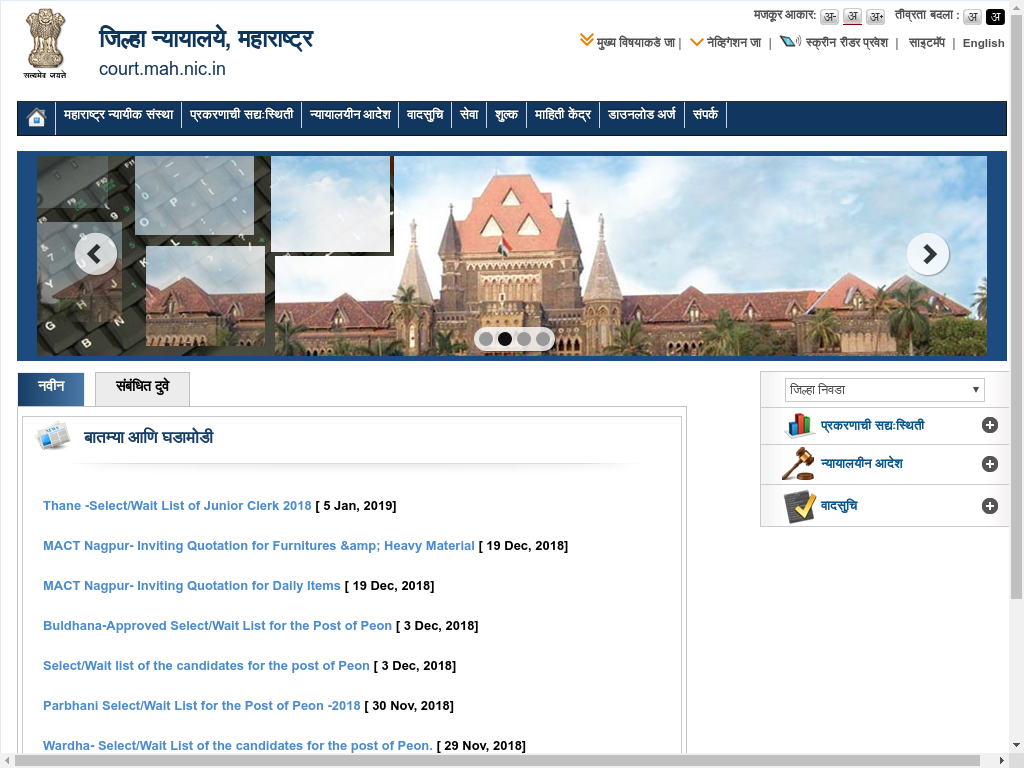 मजकूर आकार: अ- अ अ+ तीव्रता बदला : अ अ
मुख्य विषयाकडे जा | नेव्हिगेशन जा | स्क्रीन रीडर प्रवेश | साइटमॅप | English
सत्यमेव जयते
जिल्हा न्यायालये, महाराष्ट्र
court.mah.nic.in
महाराष्ट्र न्यायीक संस्था प्रकरणाची सद्यःस्थिती न्यायालयीन आदेश वादसुचि सेवा शुल्क माहिती केंद्र डाउनलोड अर्ज संपर्क
नवीन संबंधित दुवे
बातम्या आणि घडामोडी
Thane -Select/Wait List of Junior Clerk 2018 [ 5 Jan, 2019]
MACT Nagpur- Inviting Quotation for Furnitures &amp; Heavy Material [ 19 Dec, 2018]
MACT Nagpur- Inviting Quotation for Daily Items [ 19 Dec, 2018]
Buldhana-Approved Select/Wait List for the Post of Peon [ 3 Dec, 2018]
Select/Wait list of the candidates for the post of Peon [ 3 Dec, 2018]
Parbhani Select/Wait List for the Post of Peon -2018 [ 30 Nov, 2018]
Wardha- Select/Wait List of the candidates for the post of Peon. [ 29 Nov, 2018]
जिल्हा निवडा
प्रकरणाची सद्यःस्थिती
न्यायालयीन आदेश
वादसुचि